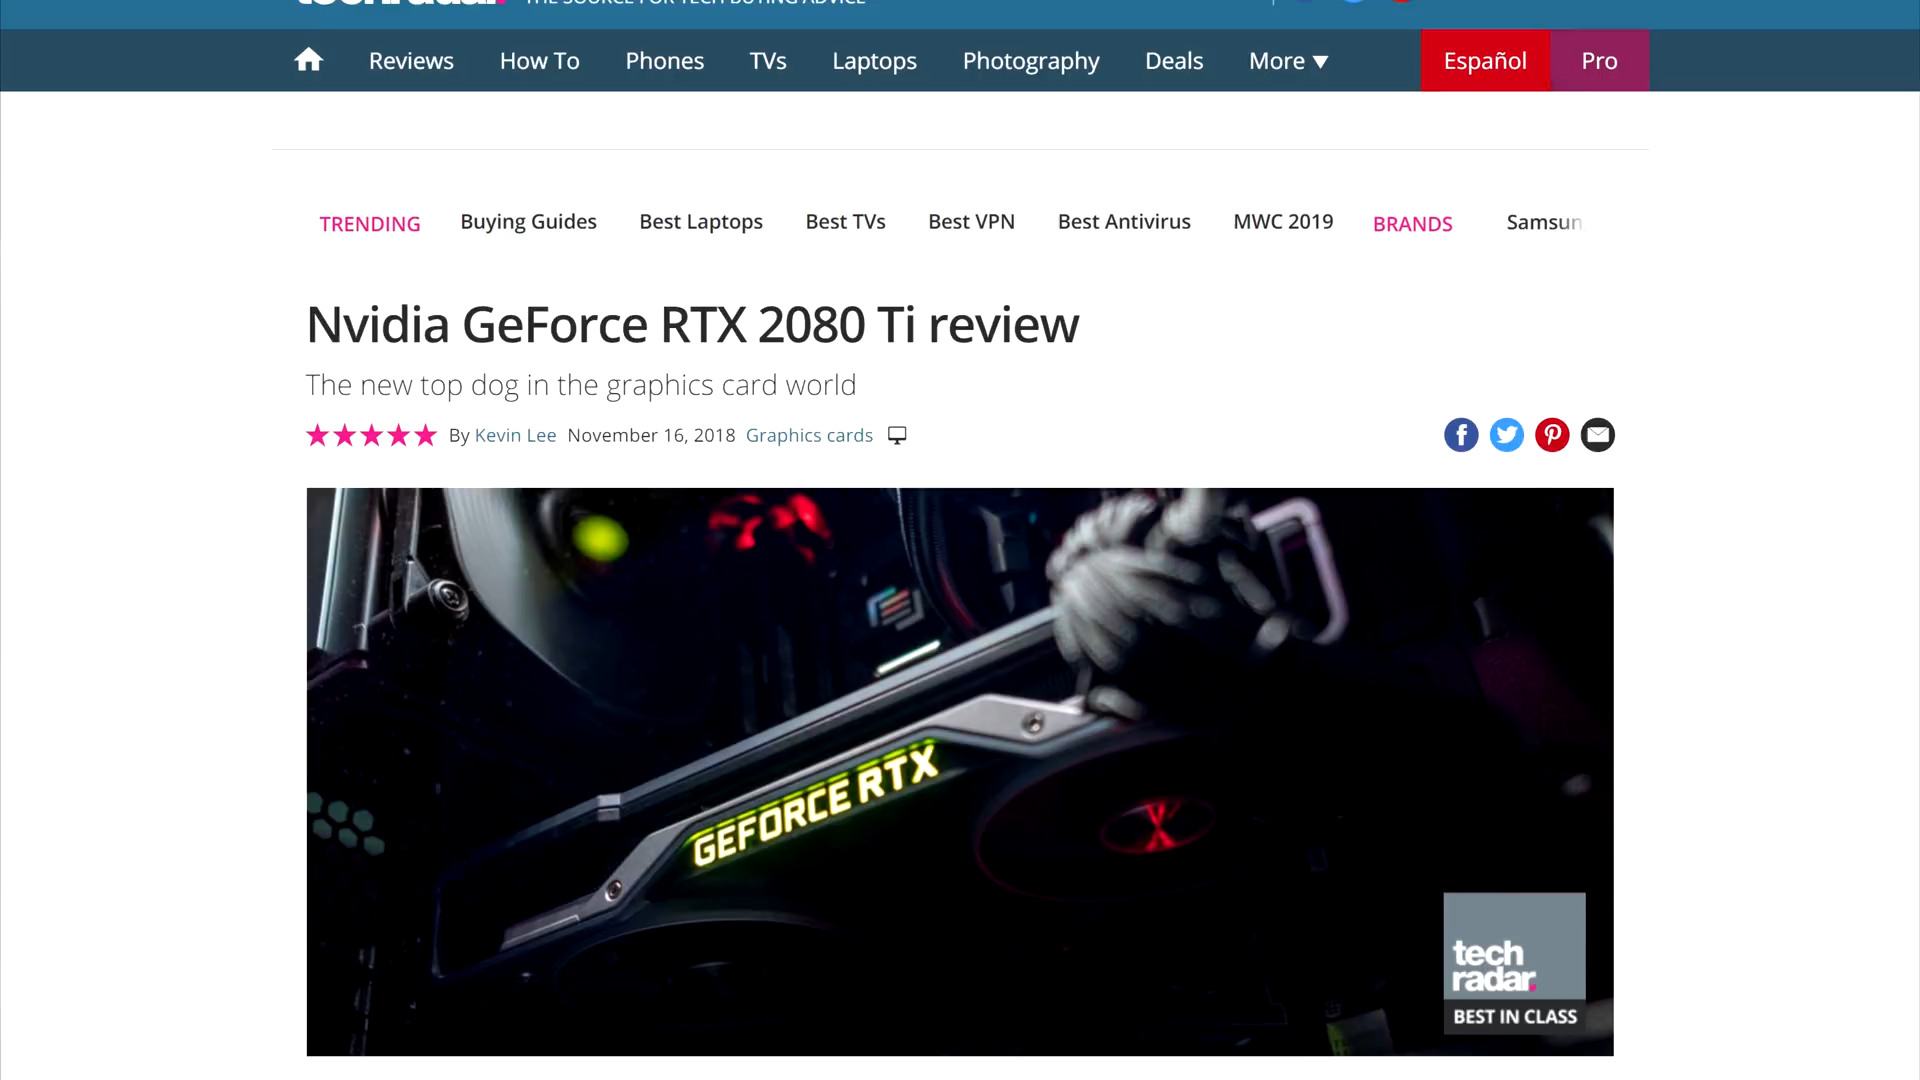 techradar. THE SOURCE FOR TECH BUYING ADVICE
Reviews How To Phones TVs Laptops Photography Deals More ▼ Español Pro
TRENDING Buying Guides Best Laptops Best TVs Best VPN Best Antivirus MWC 2019 BRANDS Samsun
Nvidia GeForce RTX 2080 Ti review
The new top dog in the graphics card world
By Kevin Lee November 16, 2018 Graphics cards
GEFORCE RTX
tech
radar.
BEST IN CLASS